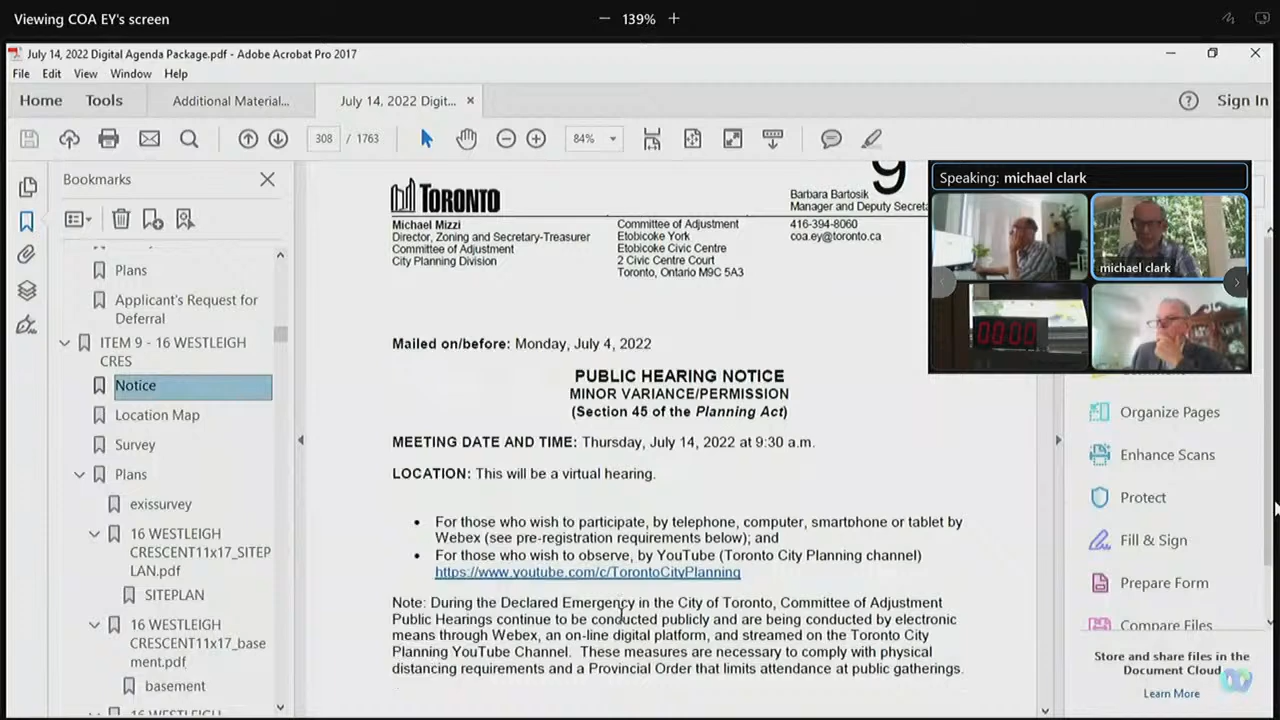 Viewing COA EY's screen
139%
July 14, 2022 Digital Agenda Package.pdf - Adobe Acrobat Pro 2017
File Edit View Window Help
Home Tools Additional Material... July 14, 2022 Digit... Sign In
308 / 1763 84%
Bookmarks
Plans
Applicant's Request for
Deferral
ITEM 9 - 16 WESTLEIGH
CRES
Notice
Location Map
Survey
Plans
exissurvey
16 WESTLEIGH
CRESCENT11x17_SITEP
LAN.pdf
SITEPLAN
16 WESTLEIGH
CRESCENT11x17_base
ment.pdf
basement
16 WESTLEIGH
9
TORONTO
Michael Mizzi
Director, Zoning and Secretary-Treasurer
Committee of Adjustment
City Planning Division
Committee of Adjustment
Etobicoke York
Etobicoke Civic Centre
2 Civic Centre Court
Toronto, Ontario M9C 5A3
Barbara Bartosik
Manager and Deputy Secreta
416-394-8060
coa.ey@toronto.ca
Mailed on/before: Monday, July 4, 2022
PUBLIC HEARING NOTICE
MINOR VARIANCE/PERMISSION
(Section 45 of the Planning Act)
MEETING DATE AND TIME: Thursday, July 14, 2022 at 9:30 a.m.
LOCATION: This will be a virtual hearing.
• For those who wish to participate, by telephone, computer, smartphone or tablet by
Webex (see pre-registration requirements below); and
• For those who wish to observe, by YouTube (Toronto City Planning channel)
https://www.youtube.com/c/TorontoCityPlanning
Note: During the Declared Emergency in the City of Toronto, Committee of Adjustment
Public Hearings continue to be conducted publicly and are being conducted by electronic
means through Webex, an on-line digital platform, and streamed on the Toronto City
Planning YouTube Channel. These measures are necessary to comply with physical
distancing requirements and a Provincial Order that limits attendance at public gatherings.
Speaking: michael clark
michael clark
00:00
Organize Pages
Enhance Scans
Protect
Fill & Sign
Prepare Form
Compare Files
Store and share files in the
Document Cloud
Learn More